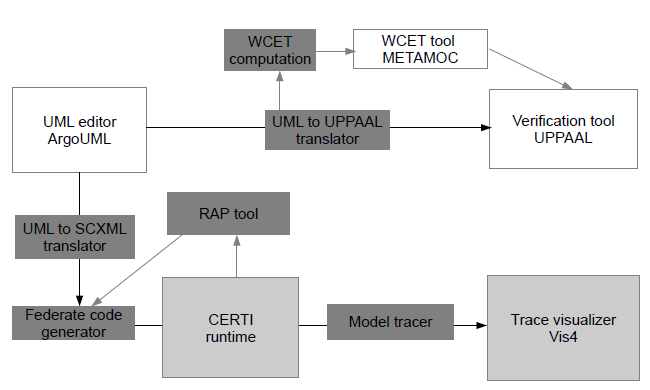 WCET
computation
WCET tool
METAMOC
UML editor
ArgoUML
UML to UPPAAL
translator
Verification tool
UPPAAL
UML to SCXML
translator
RAP tool
Federate code
generator
CERTI
runtime
Model tracer
Trace visualizer
Vis4